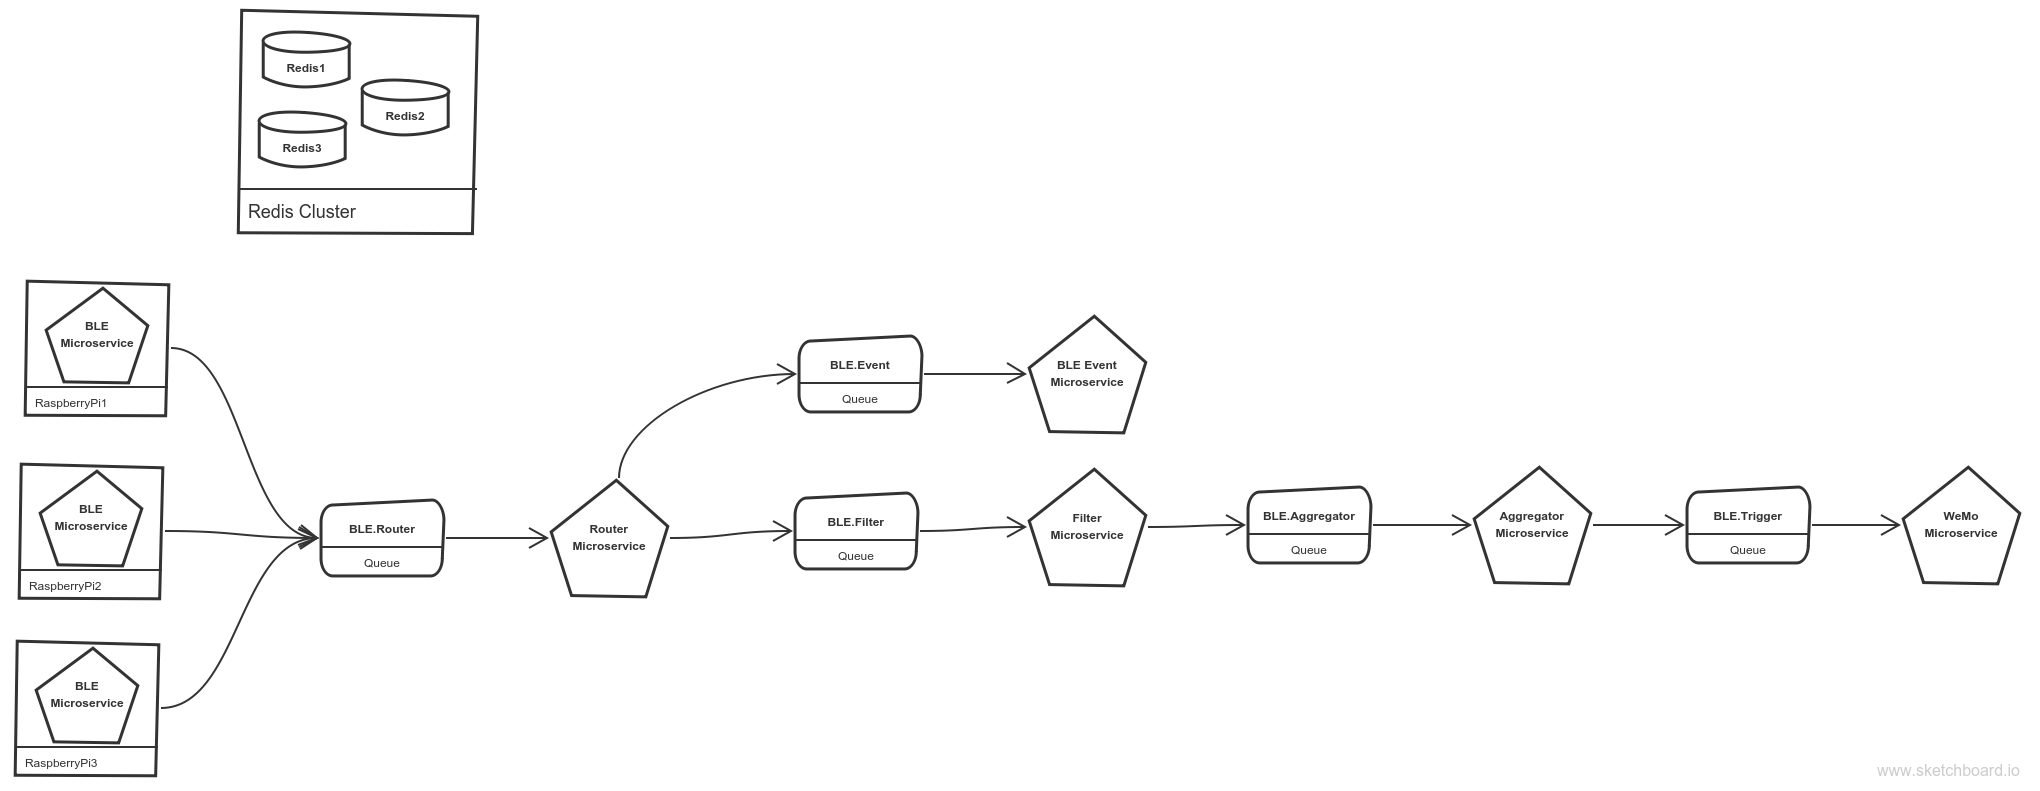 Redis1
Redis2
Redis3
Redis Cluster
BLE
Microservice
RaspberryPi1
BLE
Microservice
RaspberryPi2
BLE
Microservice
RaspberryPi3
BLE.Router
Queue
Router
Microservice
BLE.Event
Queue
BLE Event
Microservice
BLE.Filter
Queue
Filter
Microservice
BLE.Aggregator
Queue
Aggregator
Microservice
BLE.Trigger
Queue
WeMo
Microservice
www.sketchboard.io